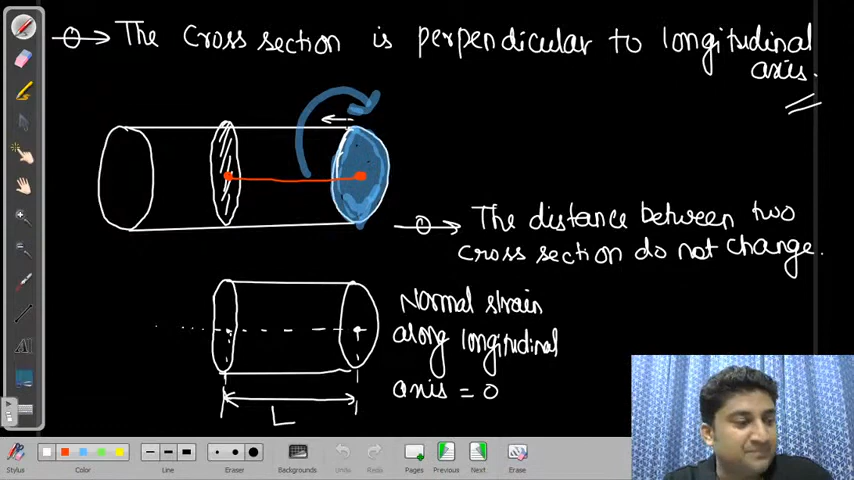 The cross section is perpendicular to longitudinal
axis.
The distance between two
cross section do not change.
Normal strain
along longitudinal
axis = 0
L
Stylus
Color
Line
Eraser
Backgrounds
Undo
Redo
Pages
Previous
Next
Erase